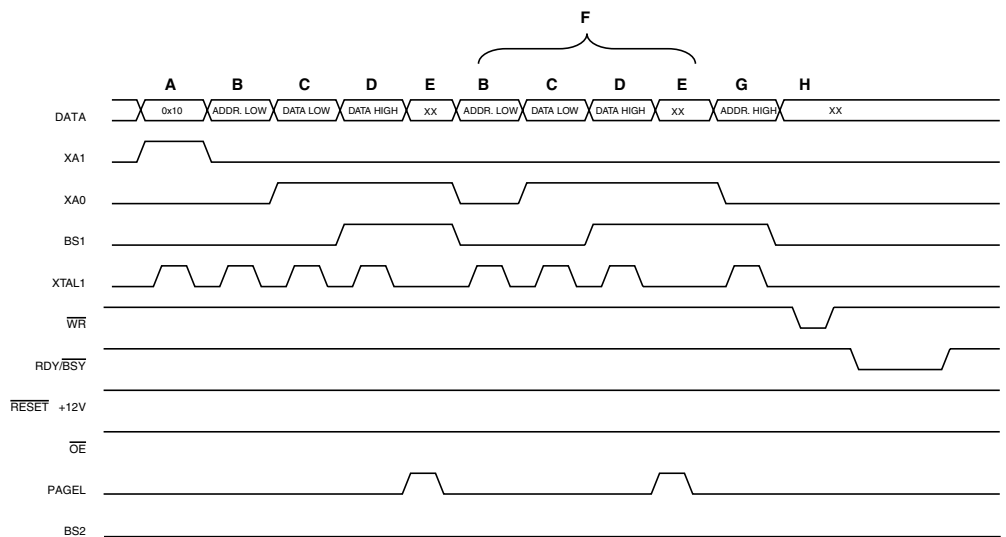 F
A B C D E B C D E G H
DATA 0x10 ADDR. LOW DATA LOW DATA HIGH XX ADDR. LOW DATA LOW DATA HIGH XX ADDR. HIGH XX
XA1
XA0
BS1
XTAL1
WR
RDY/BSY
RESET +12V
OE
PAGEL
BS2